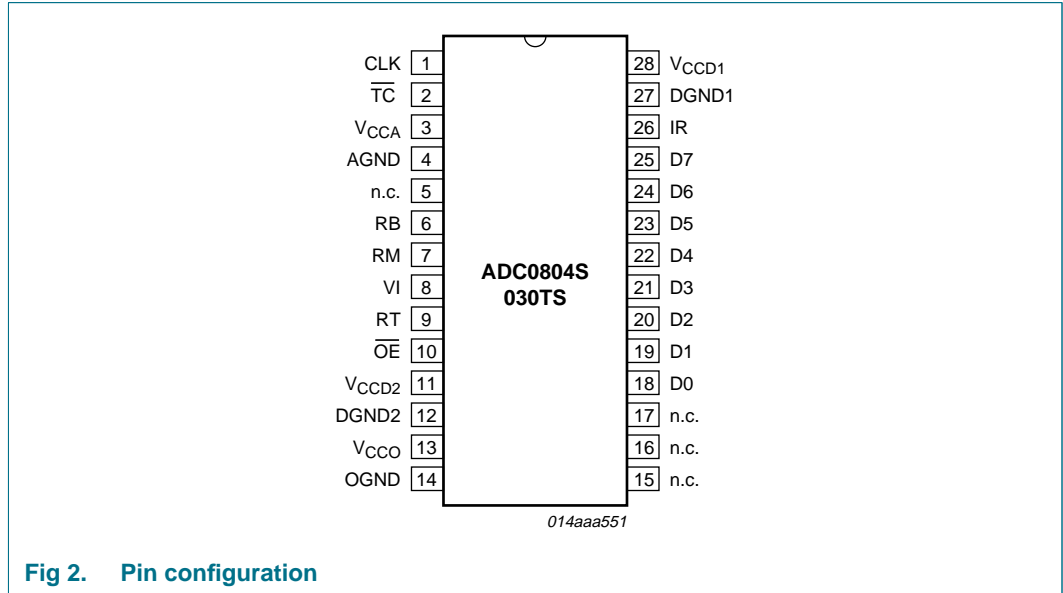 CLK 1 28 VCCD1
TC 2 27 DGND1
VCCA 3 26 IR
AGND 4 25 D7
n.c. 5 24 D6
RB 6 23 D5
RM 7 22 D4
ADC0804S
030TS
VI 8 21 D3
RT 9 20 D2
OE 10 19 D1
VCCD2 11 18 D0
DGND2 12 17 n.c.
VCCO 13 16 n.c.
OGND 14 15 n.c.
014aaa551
Fig 2. Pin configuration